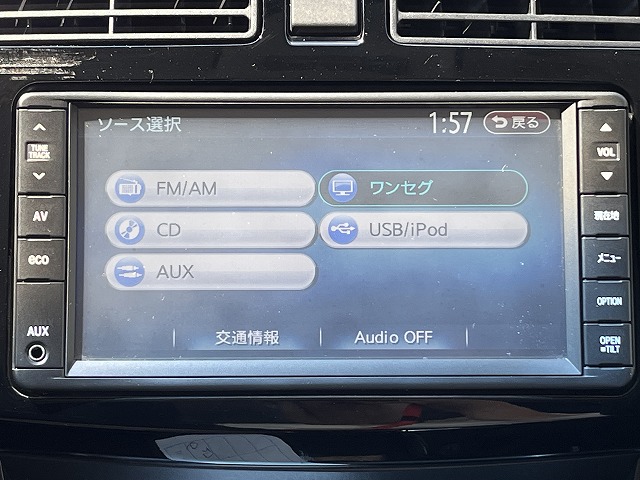 ソース選択
1:57
戻る
FM/AM
ワンセグ
CD
USB/iPod
AUX
交通情報
Audio OFF
TUNE
TRACK
AV
eco
AUX
VOL
現在地
メニュー
OPTION
OPEN
TILT